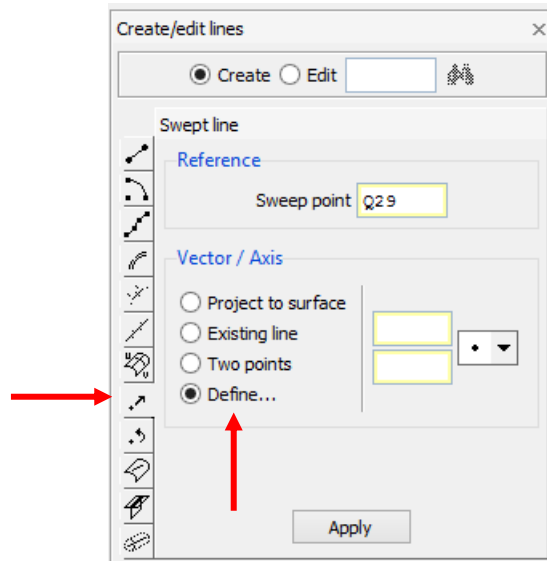 Create/edit lines
Create Edit
Swept line
Reference
Sweep point Q29
Vector / Axis
Project to surface
Existing line
Two points
Define...
Apply